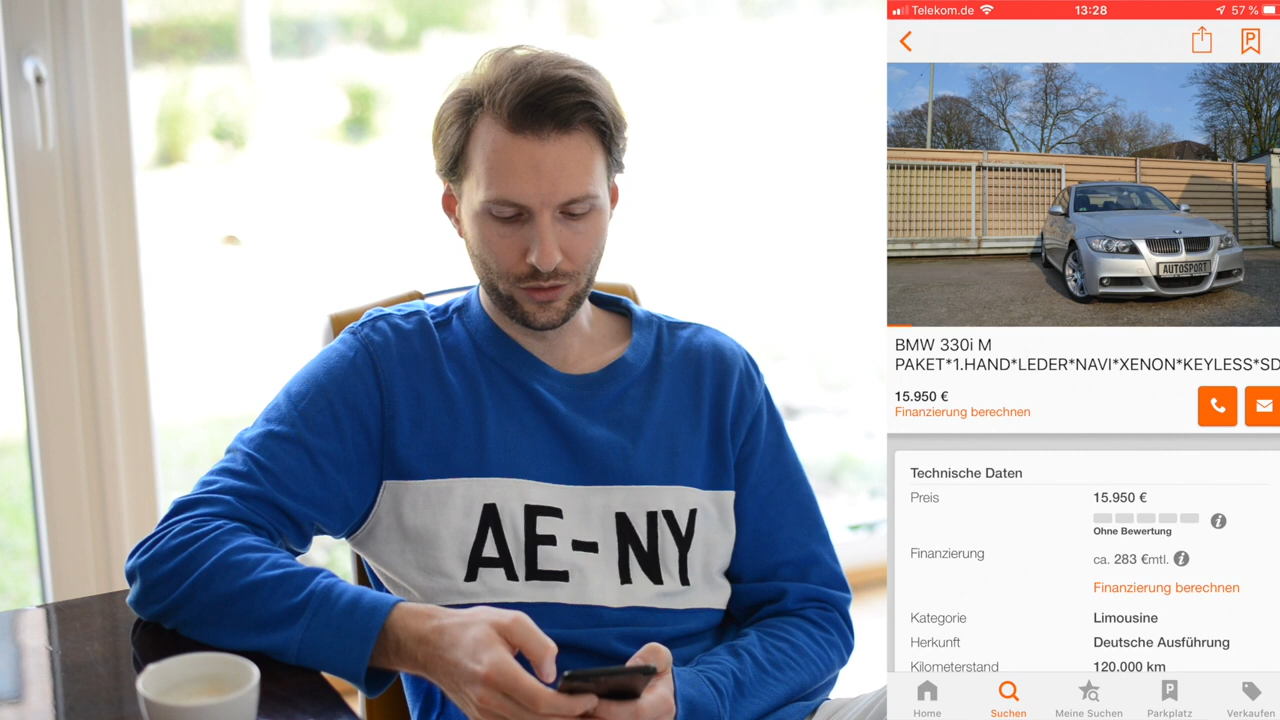 AE-NY
Telekom.de 13:28 57 %
P
AUTOSPORT
BMW 330i M
PAKET*1.HAND*LEDER*NAVI*XENON*KEYLESS*SD
15.950 €
Finanzierung berechnen
Technische Daten
Preis 15.950 €
Ohne Bewertung
Finanzierung ca. 283 €mtl.
Finanzierung berechnen
Kategorie Limousine
Herkunft Deutsche Ausführung
Kilometerstand 120.000 km
Home Suchen Meine Suchen Parkplatz Verkaufen